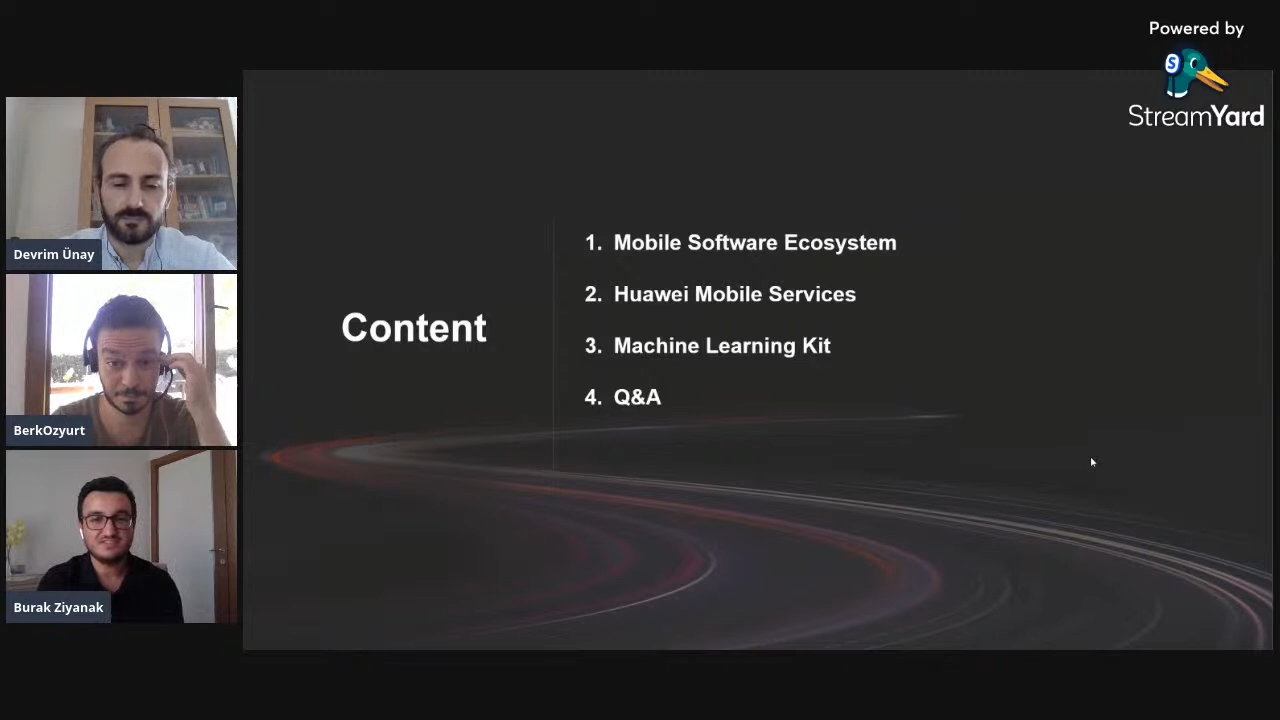 Powered by
StreamYard
Devrim Ünay
BerkOzyurt
Burak Ziyanak
Content
1. Mobile Software Ecosystem
2. Huawei Mobile Services
3. Machine Learning Kit
4. Q&A